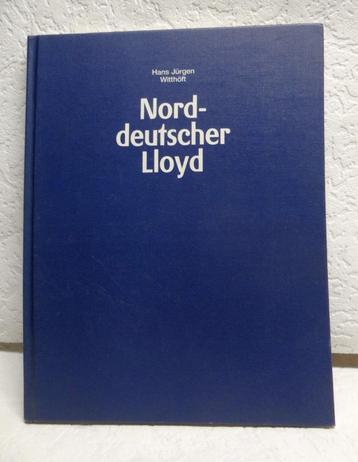 Hans Jürgen
Witthöft
Nord-
deutscher
Lloyd